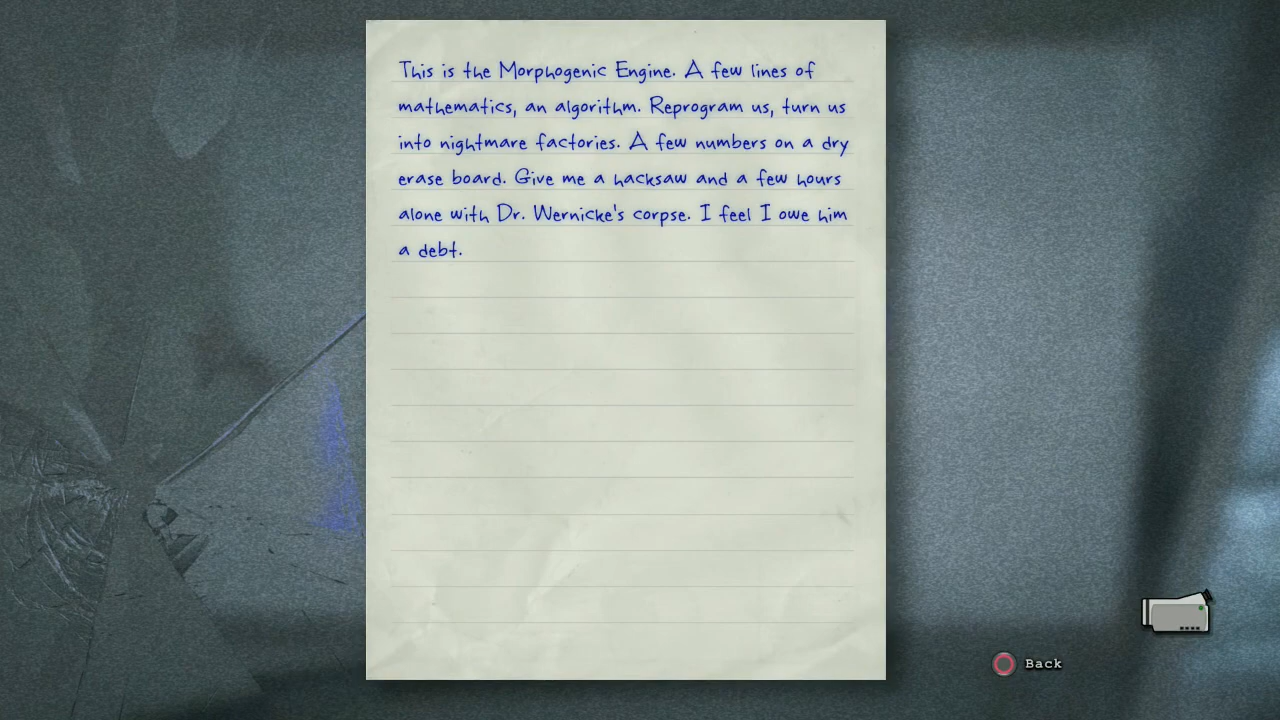 This is the Morphogenic Engine. A few lines of
mathematics, an algorithm. Reprogram us, turn us
into nightmare factories. A few numbers on a dry
erase board. Give me a hacksaw and a few hours
alone with Dr. Wernicke's corpse. I feel I owe him
a debt.
Back